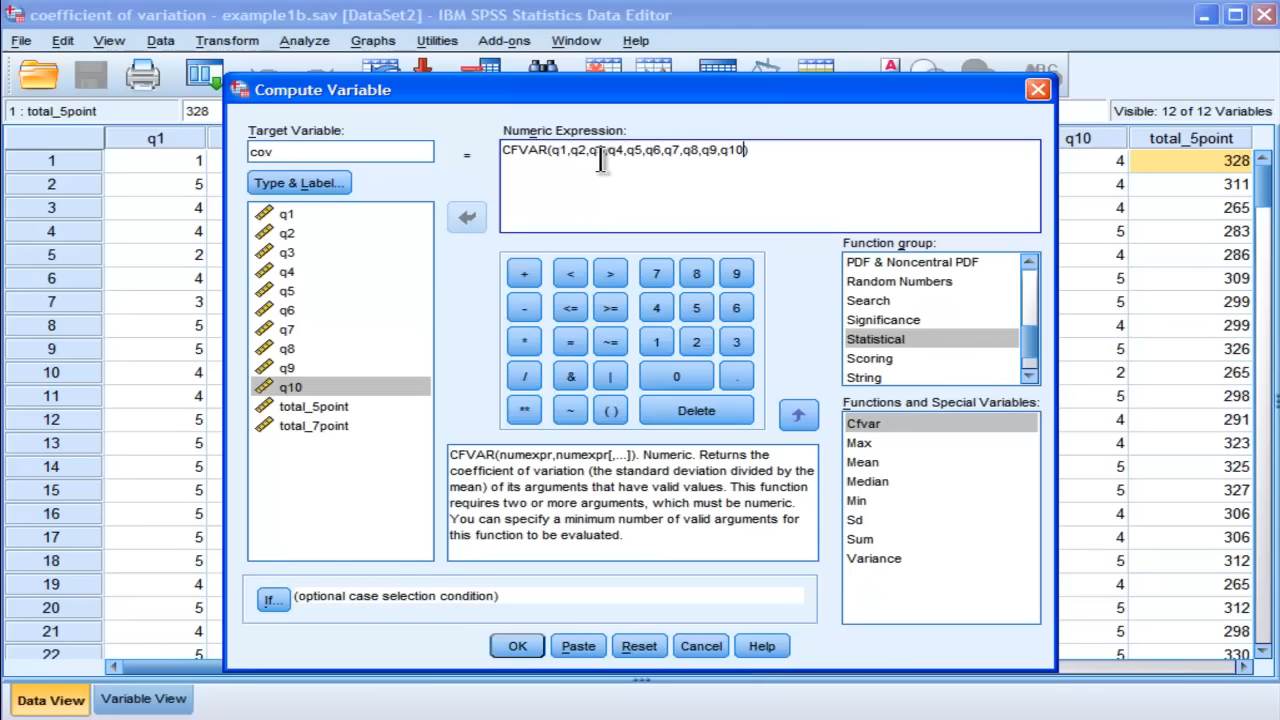 coefficient of variation - example1b.sav [DataSet2] - IBM SPSS Statistics Data Editor
File Edit View Data Transform Analyze Graphs Utilities Add-ons Window Help
1 : total_5point 328 Visible: 12 of 12 Variables
Compute Variable
Target Variable:
cov
=
Numeric Expression:
CFVAR(q1,q2,q3,q4,q5,q6,q7,q8,q9,q10)
Type & Label...
q1
q2
q3
q4
q5
q6
q7
q8
q9
q10
total_5point
total_7point
+ < > 7 8 9
- <= >= 4 5 6
* = ~= 1 2 3
/ & | 0 .
** ~ ( ) Delete
Function group:
PDF & Noncentral PDF
Random Numbers
Search
Significance
Statistical
Scoring
String
Functions and Special Variables:
Cfvar
Max
Mean
Median
Min
Sd
Sum
Variance
CFVAR(numexpr,numexpr[,...]). Numeric. Returns the
coefficient of variation (the standard deviation divided by the
mean) of its arguments that have valid values. This function
requires two or more arguments, which must be numeric.
You can specify a minimum number of valid arguments for
this function to be evaluated.
If... (optional case selection condition)
OK Paste Reset Cancel Help
q1 q10 total_5point
1 1 4 328
2 5 4 311
3 4 4 265
4 4 4 283
5 2 4 286
6 4 5 309
7 3 4 299
8 5 4 299
9 5 5 326
10 4 2 265
11 4 5 298
12 5 4 291
13 5 4 323
14 5 4 325
15 5 5 327
16 5 4 306
17 5 4 306
18 5 5 312
19 4 4 265
20 5 5 312
21 4 5 298
22 5 5 330
Data View Variable View